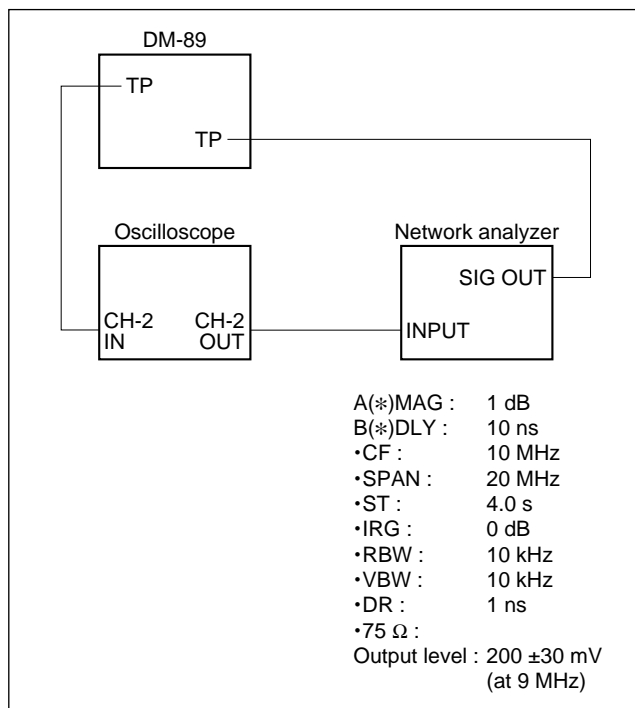 DM-89
TP
TP
Oscilloscope
Network analyzer
SIG OUT
CH-2 IN
CH-2 OUT
INPUT
A(*)MAG : 1 dB
B(*)DLY : 10 ns
•CF : 10 MHz
•SPAN : 20 MHz
•ST : 4.0 s
•IRG : 0 dB
•RBW : 10 kHz
•VBW : 10 kHz
•DR : 1 ns
•75 Ω :
Output level : 200 ±30 mV
(at 9 MHz)